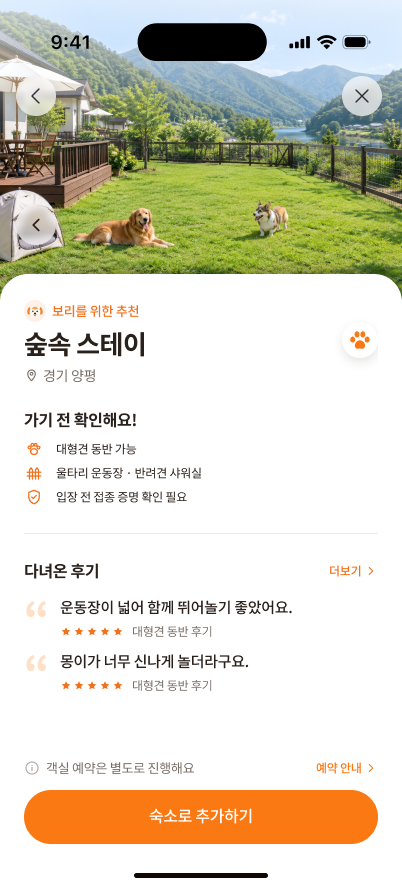 9:41
보리를 위한 추천
숲속 스테이
경기 양평
가기 전 확인해요!
대형견 동반 가능
울타리 운동장 · 반려견 샤워실
입장 전 접종 증명 확인 필요
다녀온 후기
더보기 >
“ 운동장이 넓어 함께 뛰어놀기 좋았어요.
★★★★★ 대형견 동반 후기
“ 몽이가 너무 신나게 놀더라구요.
★★★★★ 대형견 동반 후기
객실 예약은 별도로 진행해요
예약 안내 >
숙소로 추가하기